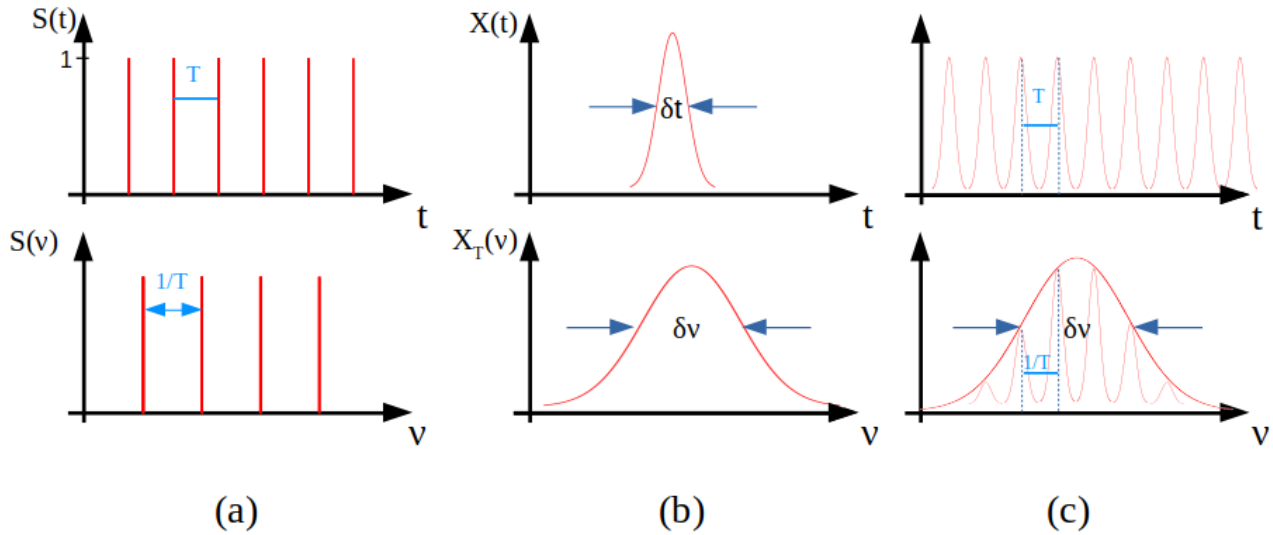 S(t)
1
T
t
X(t)
δt
T
t
S(ν)
1/T
ν
X_T(ν)
δν
ν
1/T
δν
ν
(a)
(b)
(c)